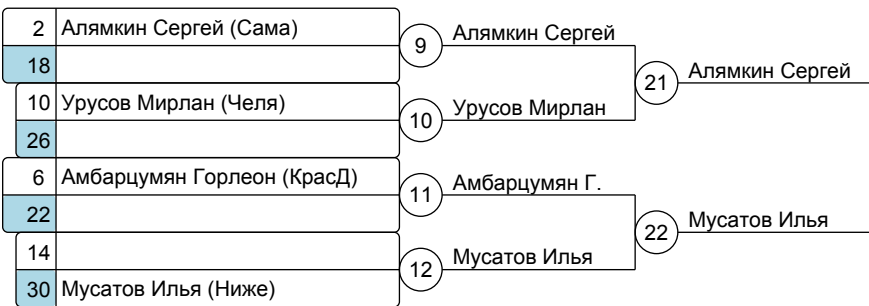 2 Алямкин Сергей (Сама)
18
9 Алямкин Сергей
21 Алямкин Сергей
10 Урусов Мирлан (Челя)
26
10 Урусов Мирлан
6 Амбарцумян Горлеон (КрасД)
22
11 Амбарцумян Г.
22 Мусатов Илья
14
30 Мусатов Илья (Ниже)
12 Мусатов Илья